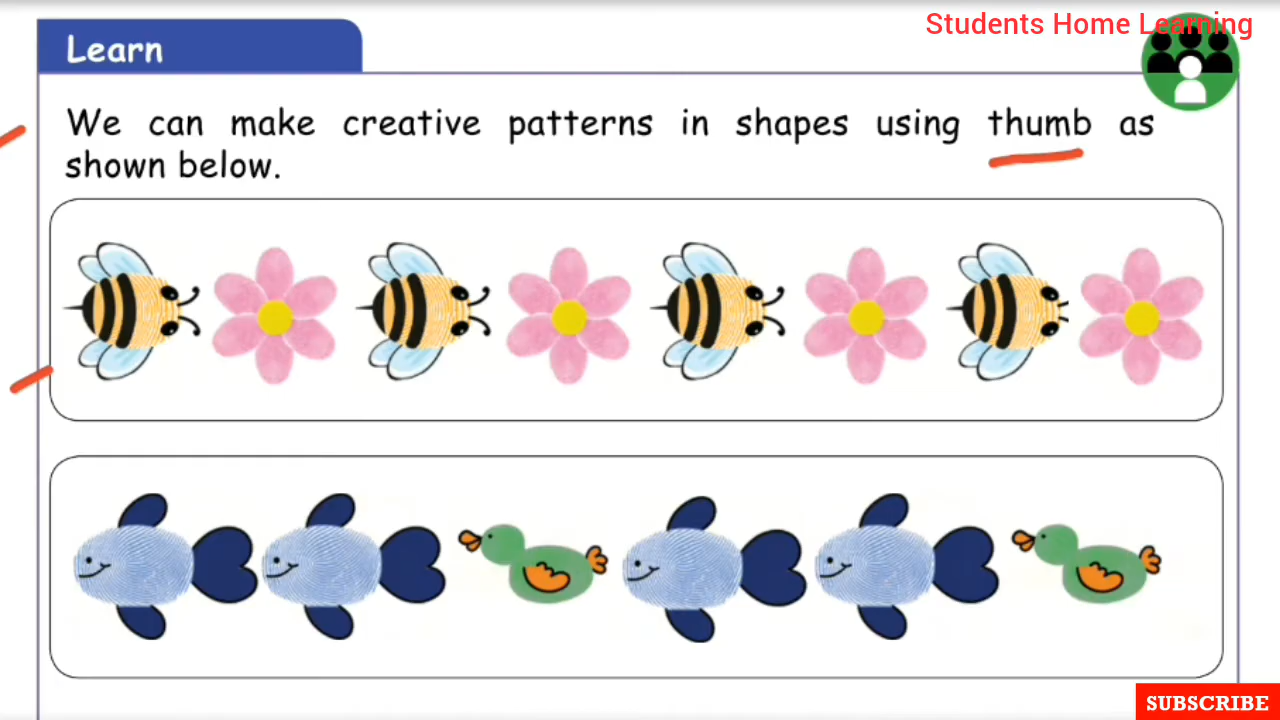 Students Home Learning
Learn
We can make creative patterns in shapes using thumb as
shown below.
SUBSCRIBE